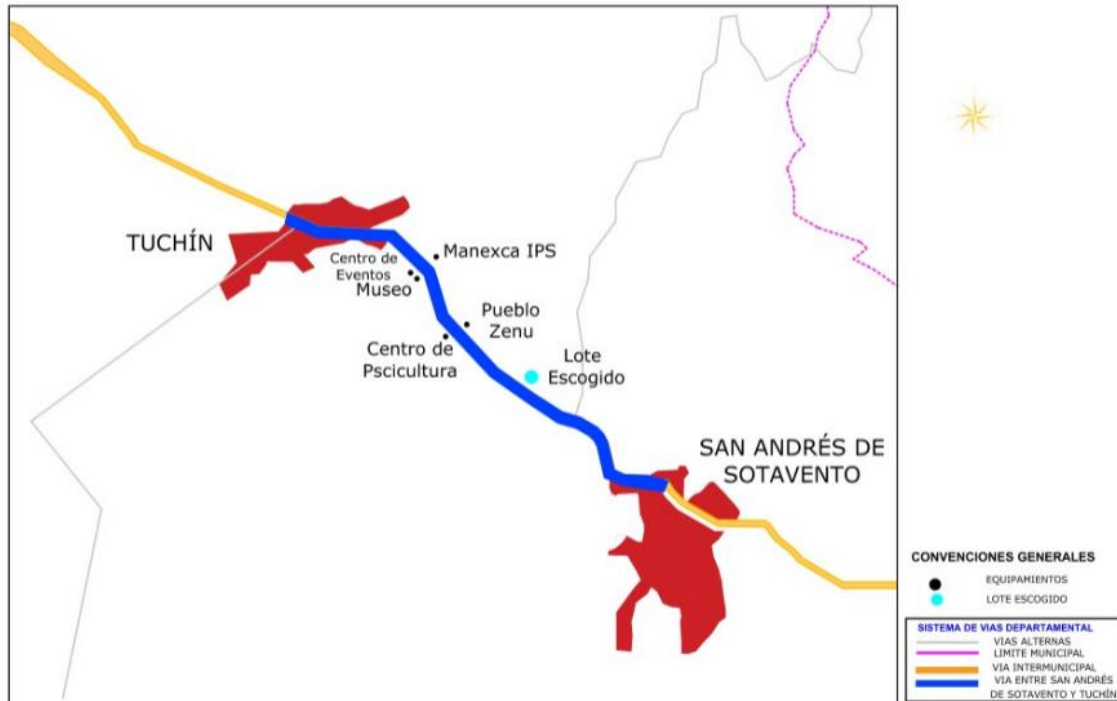 TUCHÍN
Manexca IPS
Centro de
Eventos
Museo
Pueblo
Zenu
Centro de
Pscicultura
Lote
Escogido
SAN ANDRÉS DE
SOTAVENTO
CONVENCIONES GENERALES
EQUIPAMIENTOS
LOTE ESCOGIDO
SISTEMA DE VIAS DEPARTAMENTAL
VIAS ALTERNAS
LIMITE MUNICIPAL
VIA INTERMUNICIPAL
VIA ENTRE SAN ANDRÉS
DE SOTAVENTO Y TUCHÍN